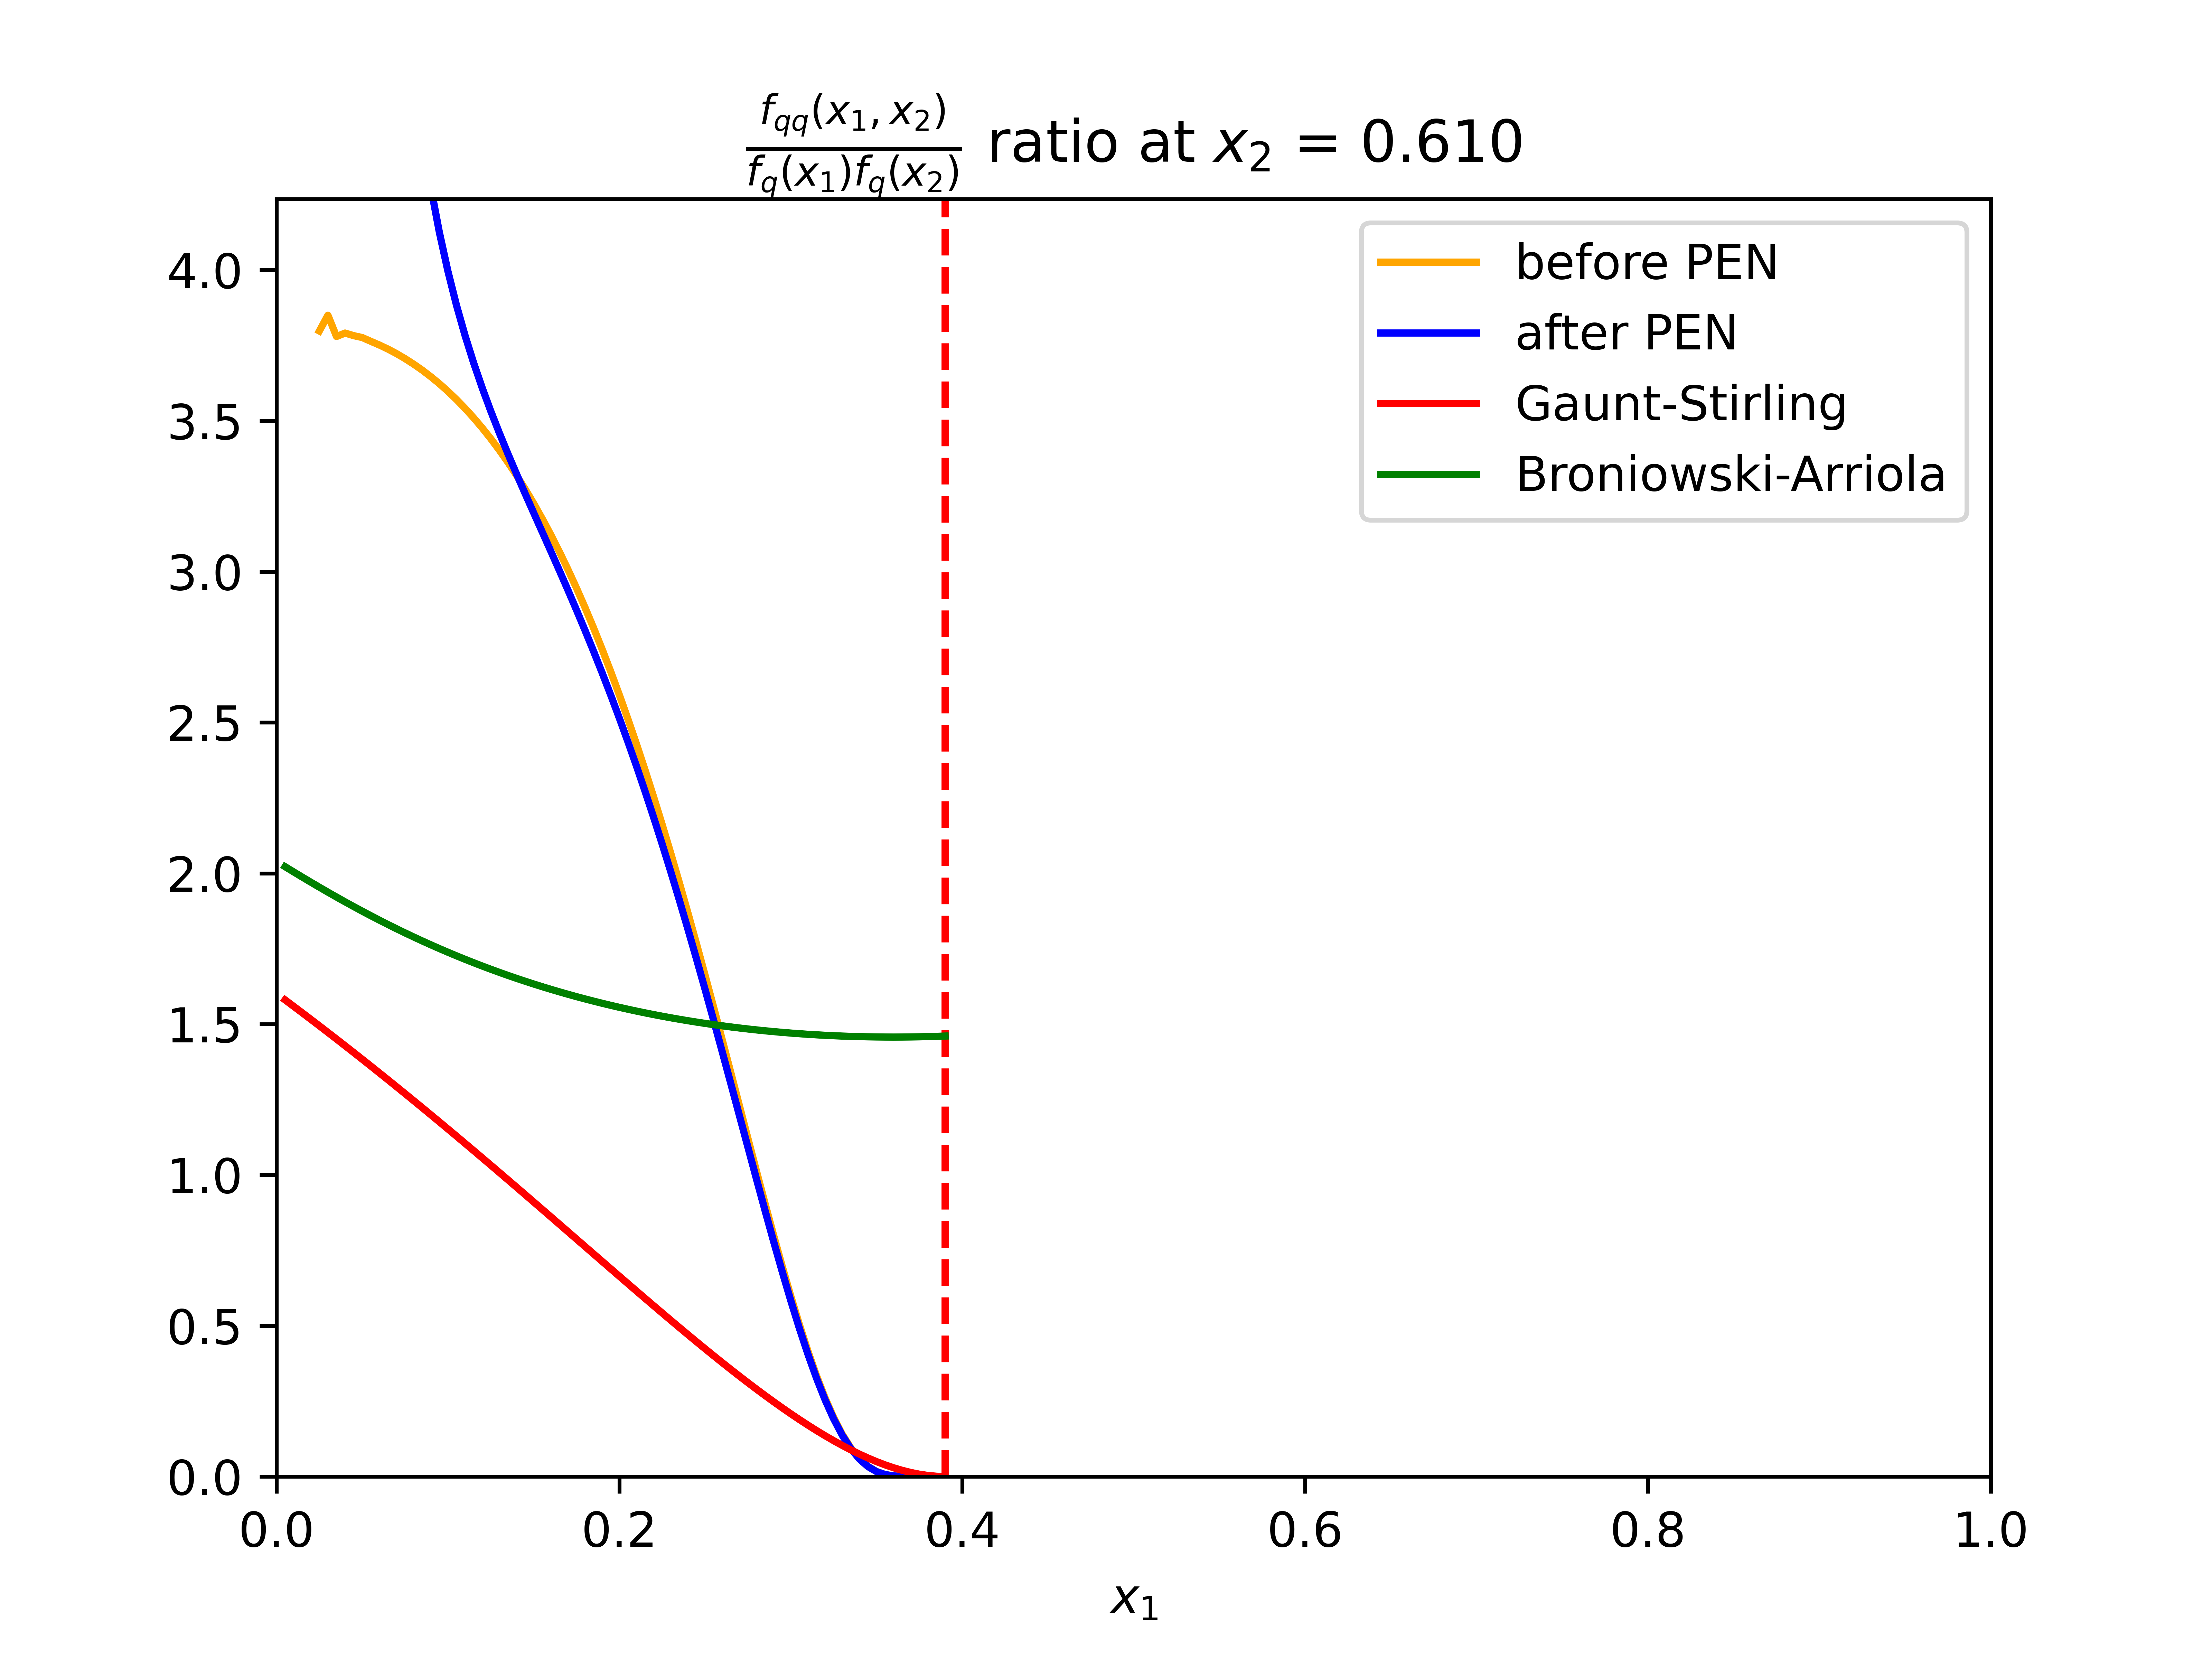 f_{qq}(x_1, x_2)
f_q(x_1)f_q(x_2)
ratio at x_2 = 0.610
before PEN
after PEN
Gaunt-Stirling
Broniowski-Arriola
4.0
3.5
3.0
2.5
2.0
1.5
1.0
0.5
0.0
0.0 0.2 0.4 0.6 0.8 1.0
x_1